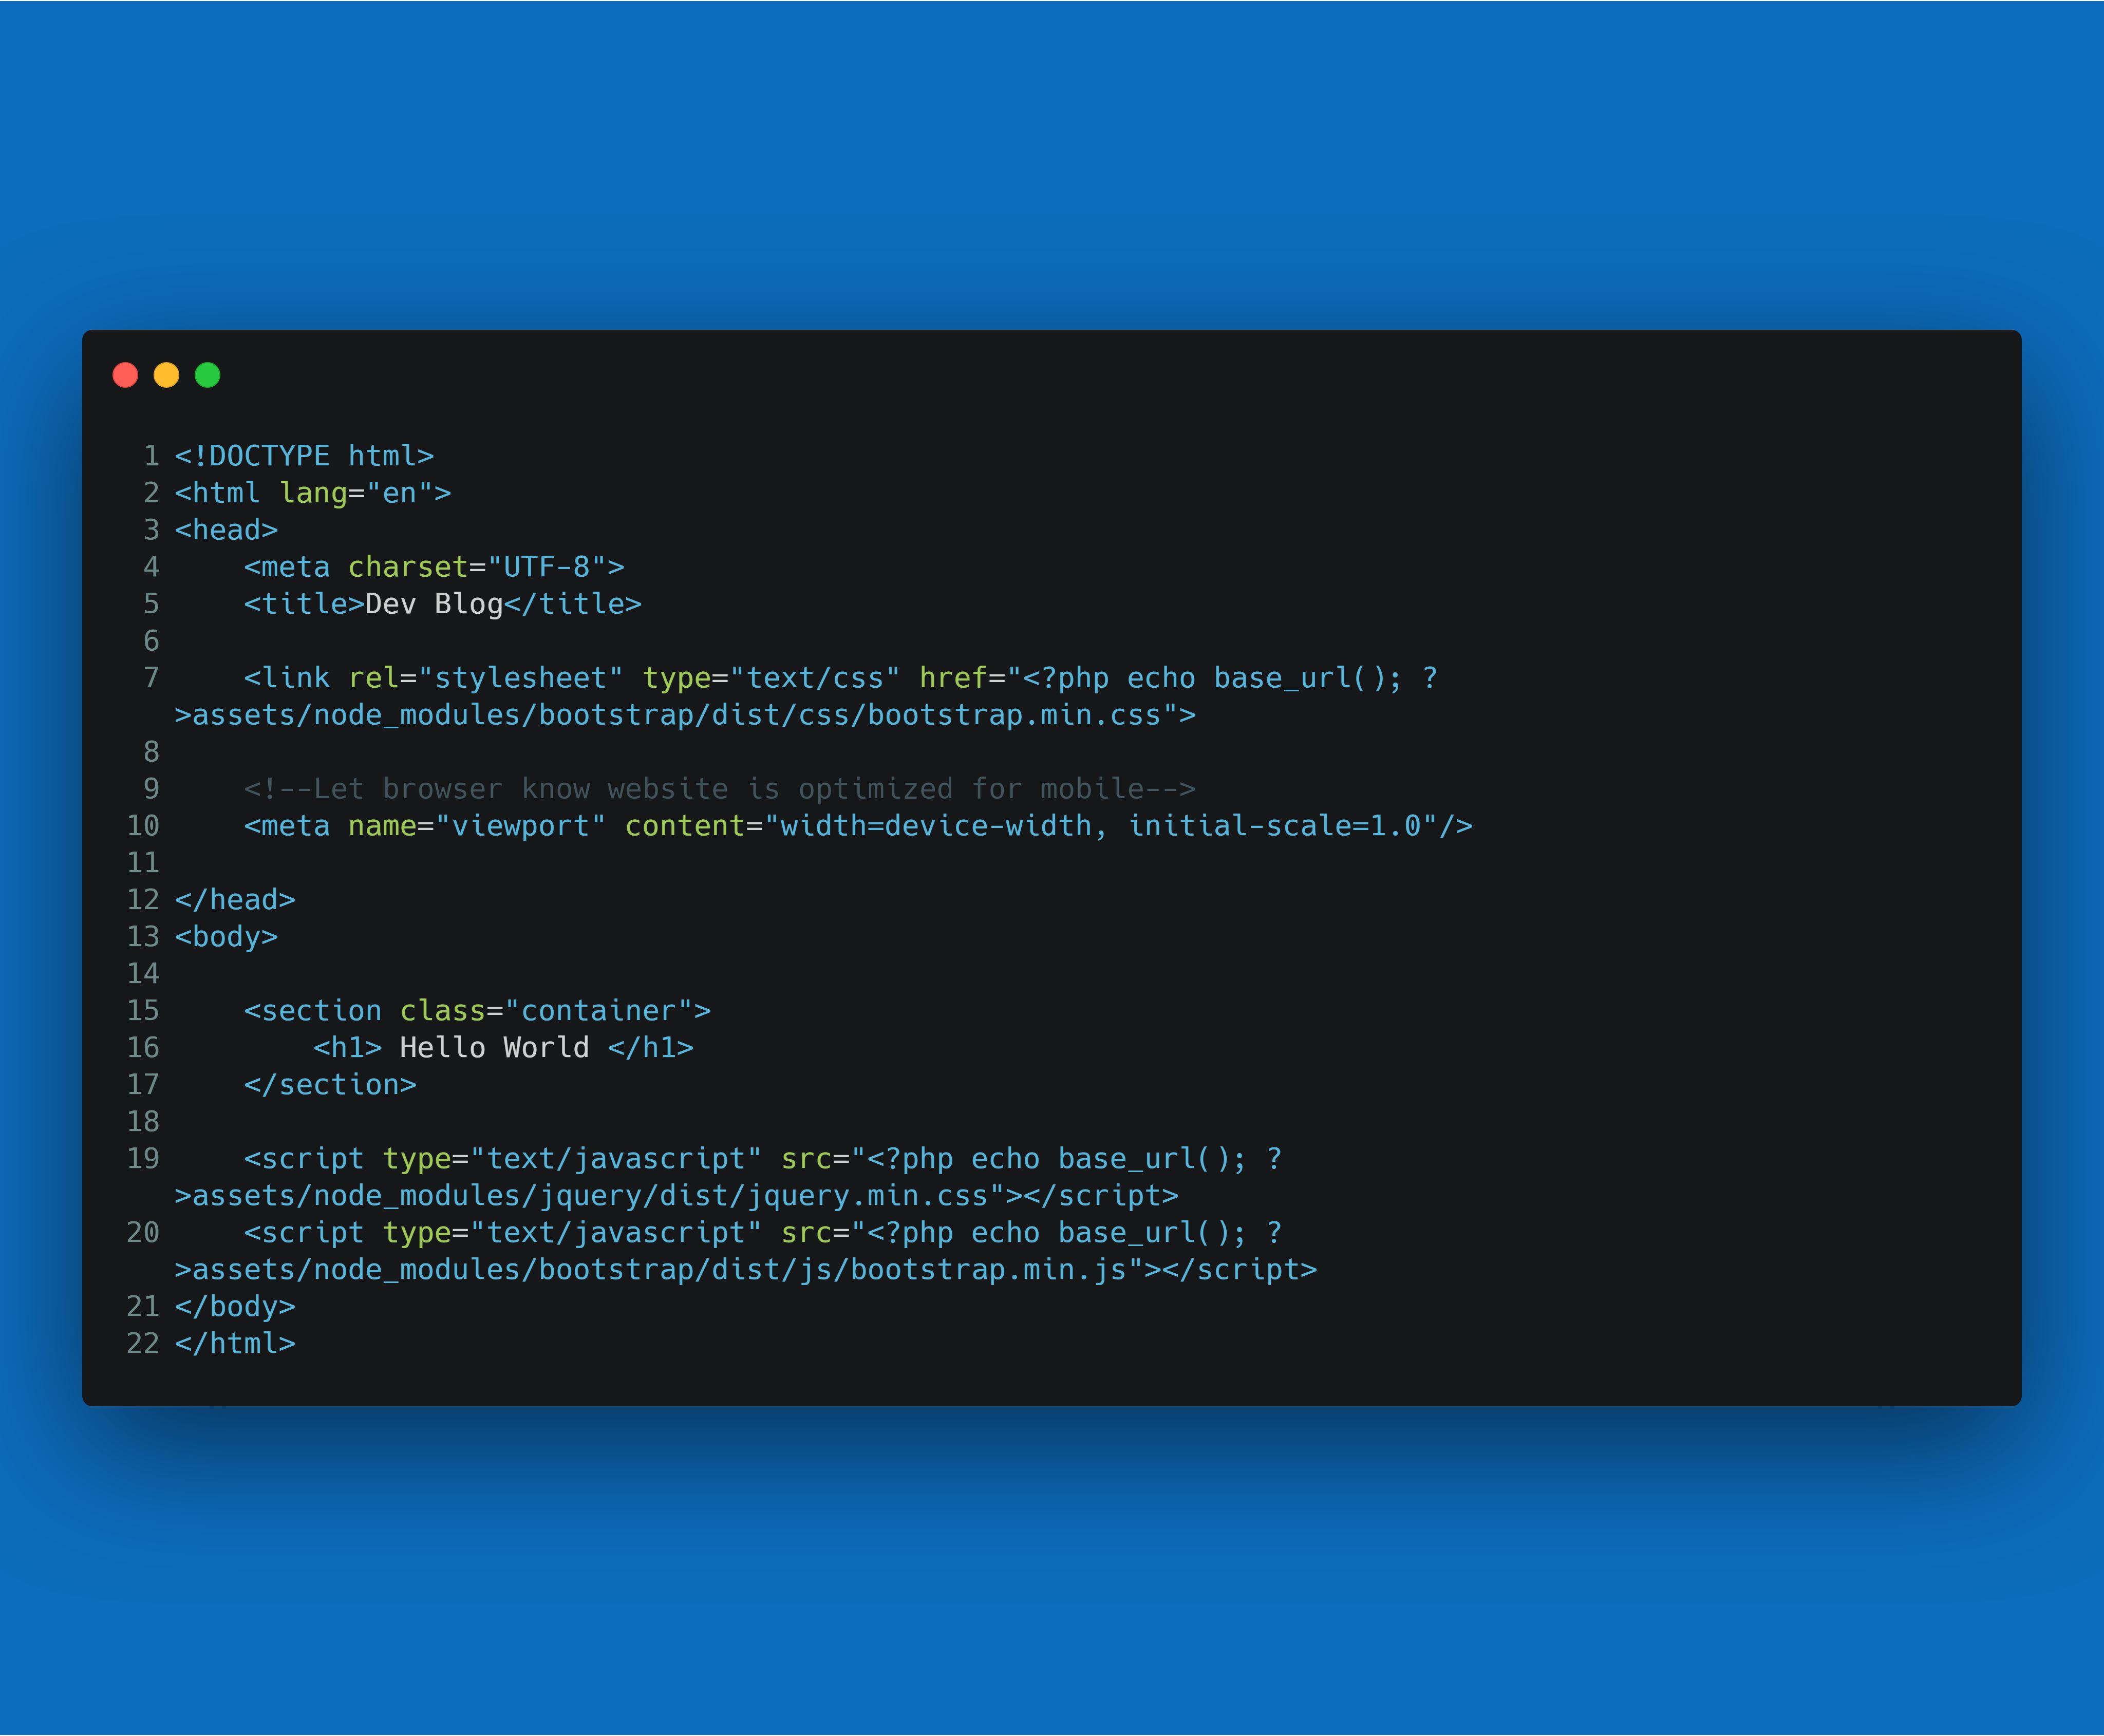 1 <!DOCTYPE html>
2 <html lang="en">
3 <head>
4     <meta charset="UTF-8">
5     <title>Dev Blog</title>
6
7     <link rel="stylesheet" type="text/css" href="<?php echo base_url(); ?
>assets/node_modules/bootstrap/dist/css/bootstrap.min.css">
8
9     <!--Let browser know website is optimized for mobile-->
10     <meta name="viewport" content="width=device-width, initial-scale=1.0"/>
11
12 </head>
13 <body>
14
15     <section class="container">
16         <h1> Hello World </h1>
17     </section>
18
19     <script type="text/javascript" src="<?php echo base_url(); ?
>assets/node_modules/jquery/dist/jquery.min.css"></script>
20     <script type="text/javascript" src="<?php echo base_url(); ?
>assets/node_modules/bootstrap/dist/js/bootstrap.min.js"></script>
21 </body>
22 </html>